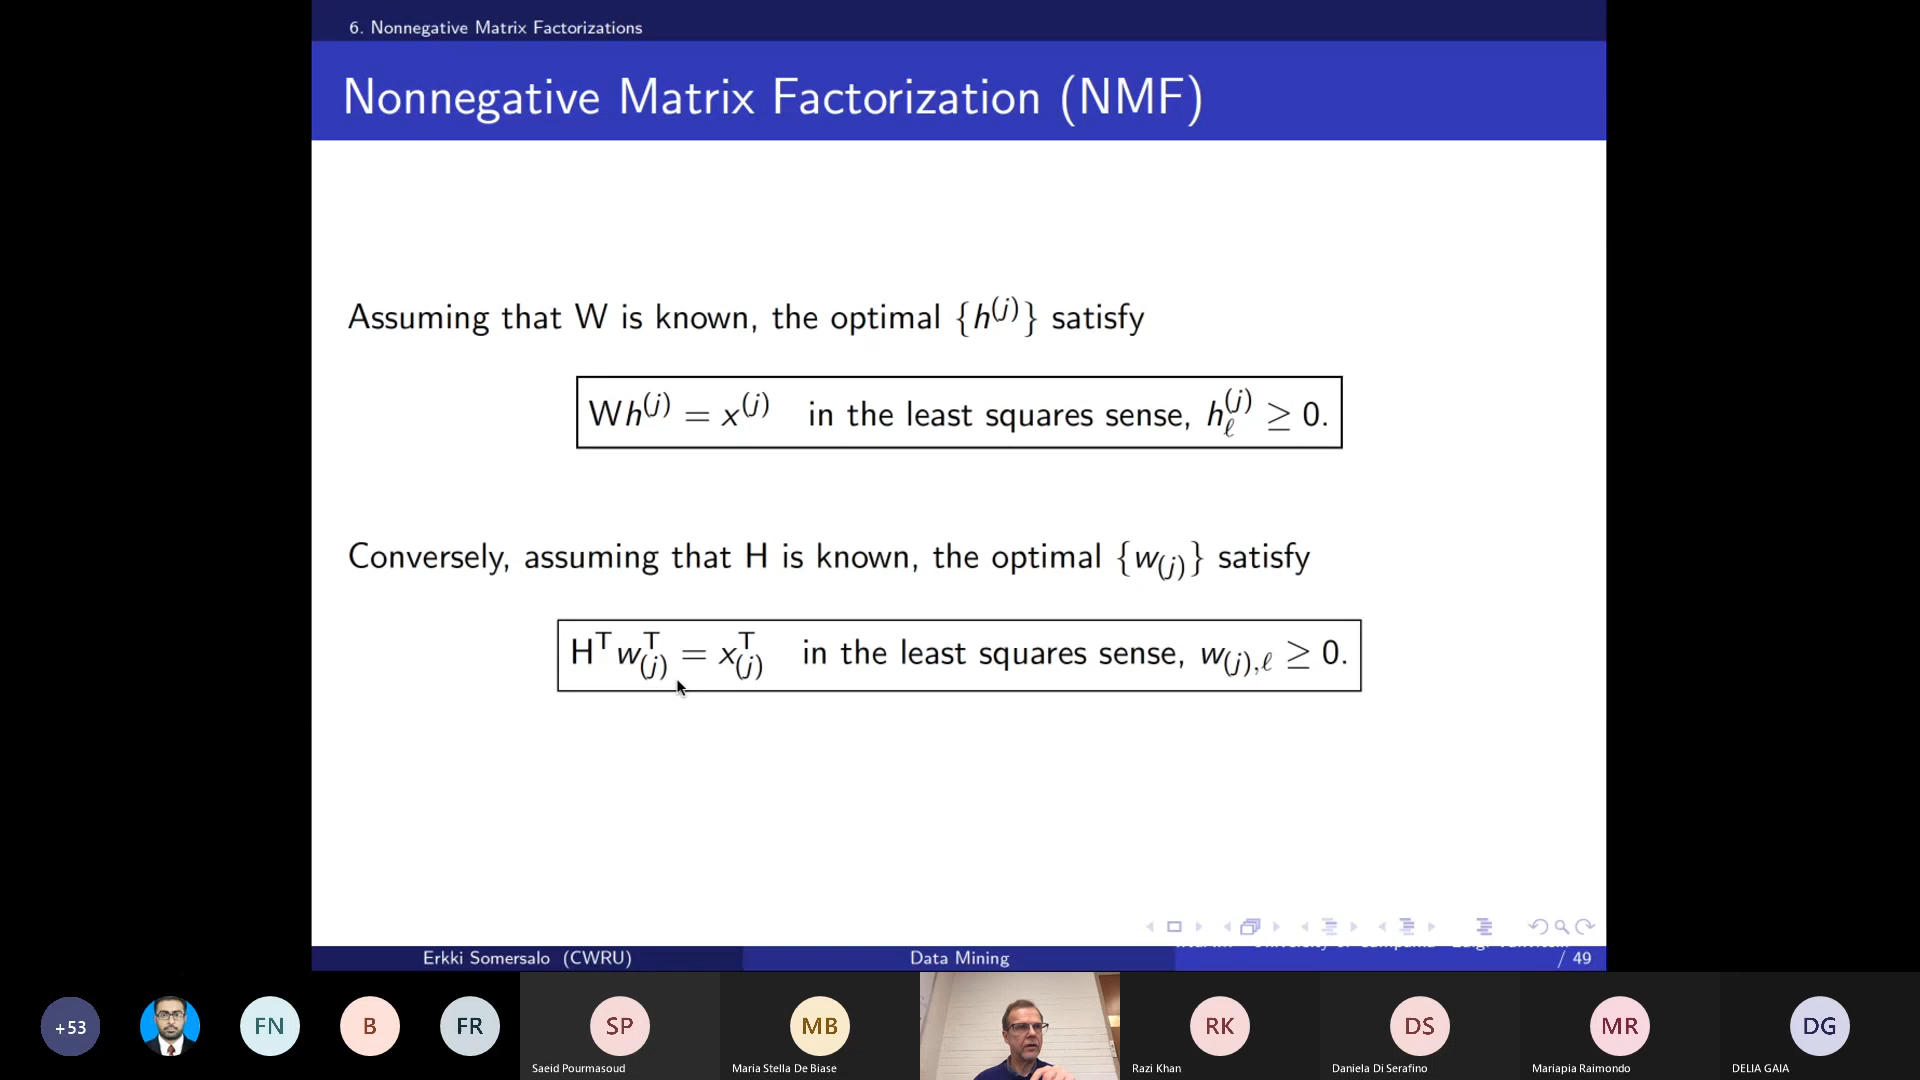 6. Nonnegative Matrix Factorizations
Nonnegative Matrix Factorization (NMF)
Assuming that W is known, the optimal {h^(j)} satisfy
Wh^(j) = x^(j) in the least squares sense, h_ℓ^(j) ≥ 0.
Conversely, assuming that H is known, the optimal {w_(j)} satisfy
H^T w_(j)^T = x_(j)^T in the least squares sense, w_(j),ℓ ≥ 0.
Erkki Somersalo (CWRU)
Data Mining
/ 49
+53
FN
B
FR
SP
Saeid Pourmasoud
MB
Maria Stella De Biase
RK
Razi Khan
DS
Daniela Di Serafino
MR
Mariapia Raimondo
DG
DELIA GAIA